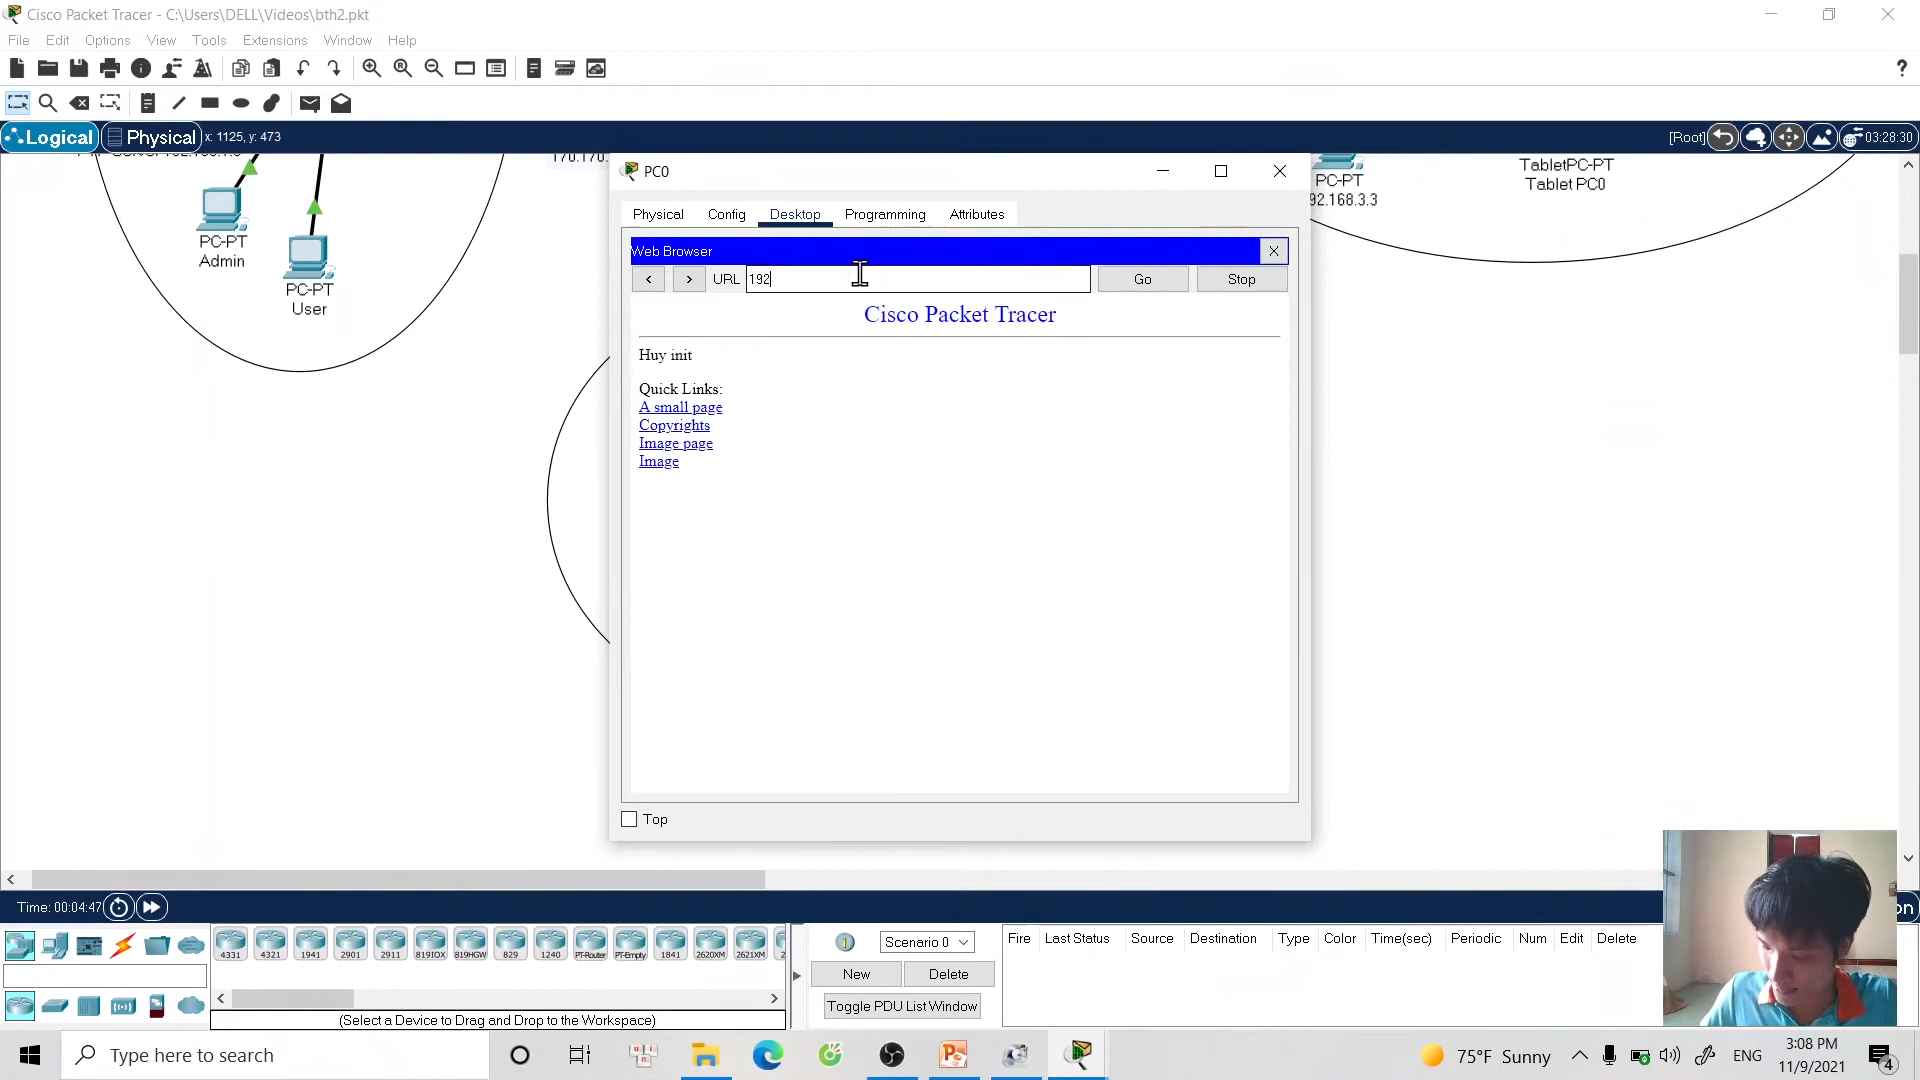 Cisco Packet Tracer - C:\Users\DELL\Videos\bth2.pkt
File Edit Options View Tools Extensions Window Help
?
Logical Physical x: 1125, y: 473 [Root] 03:28:30
170.170.
PC-PT
Admin
PC-PT
User
PC-PT
92.168.3.3
TabletPC-PT
Tablet PC0
PC0
Physical Config Desktop Programming Attributes
Web Browser X
< > URL 192 Go Stop
Cisco Packet Tracer
Huy init
Quick Links:
A small page
Copyrights
Image page
Image
Top
Time: 00:04:47
4331 4321 1941 2901 2911 819IOX 819HGW 829 1240 PT-Router PT-Empty 1841 2620XM 2621XM
(Select a Device to Drag and Drop to the Workspace)
Scenario 0
New Delete
Toggle PDU List Window
Fire Last Status Source Destination Type Color Time(sec) Periodic Num Edit Delete
Type here to search
75°F Sunny
ENG
3:08 PM
11/9/2021
4